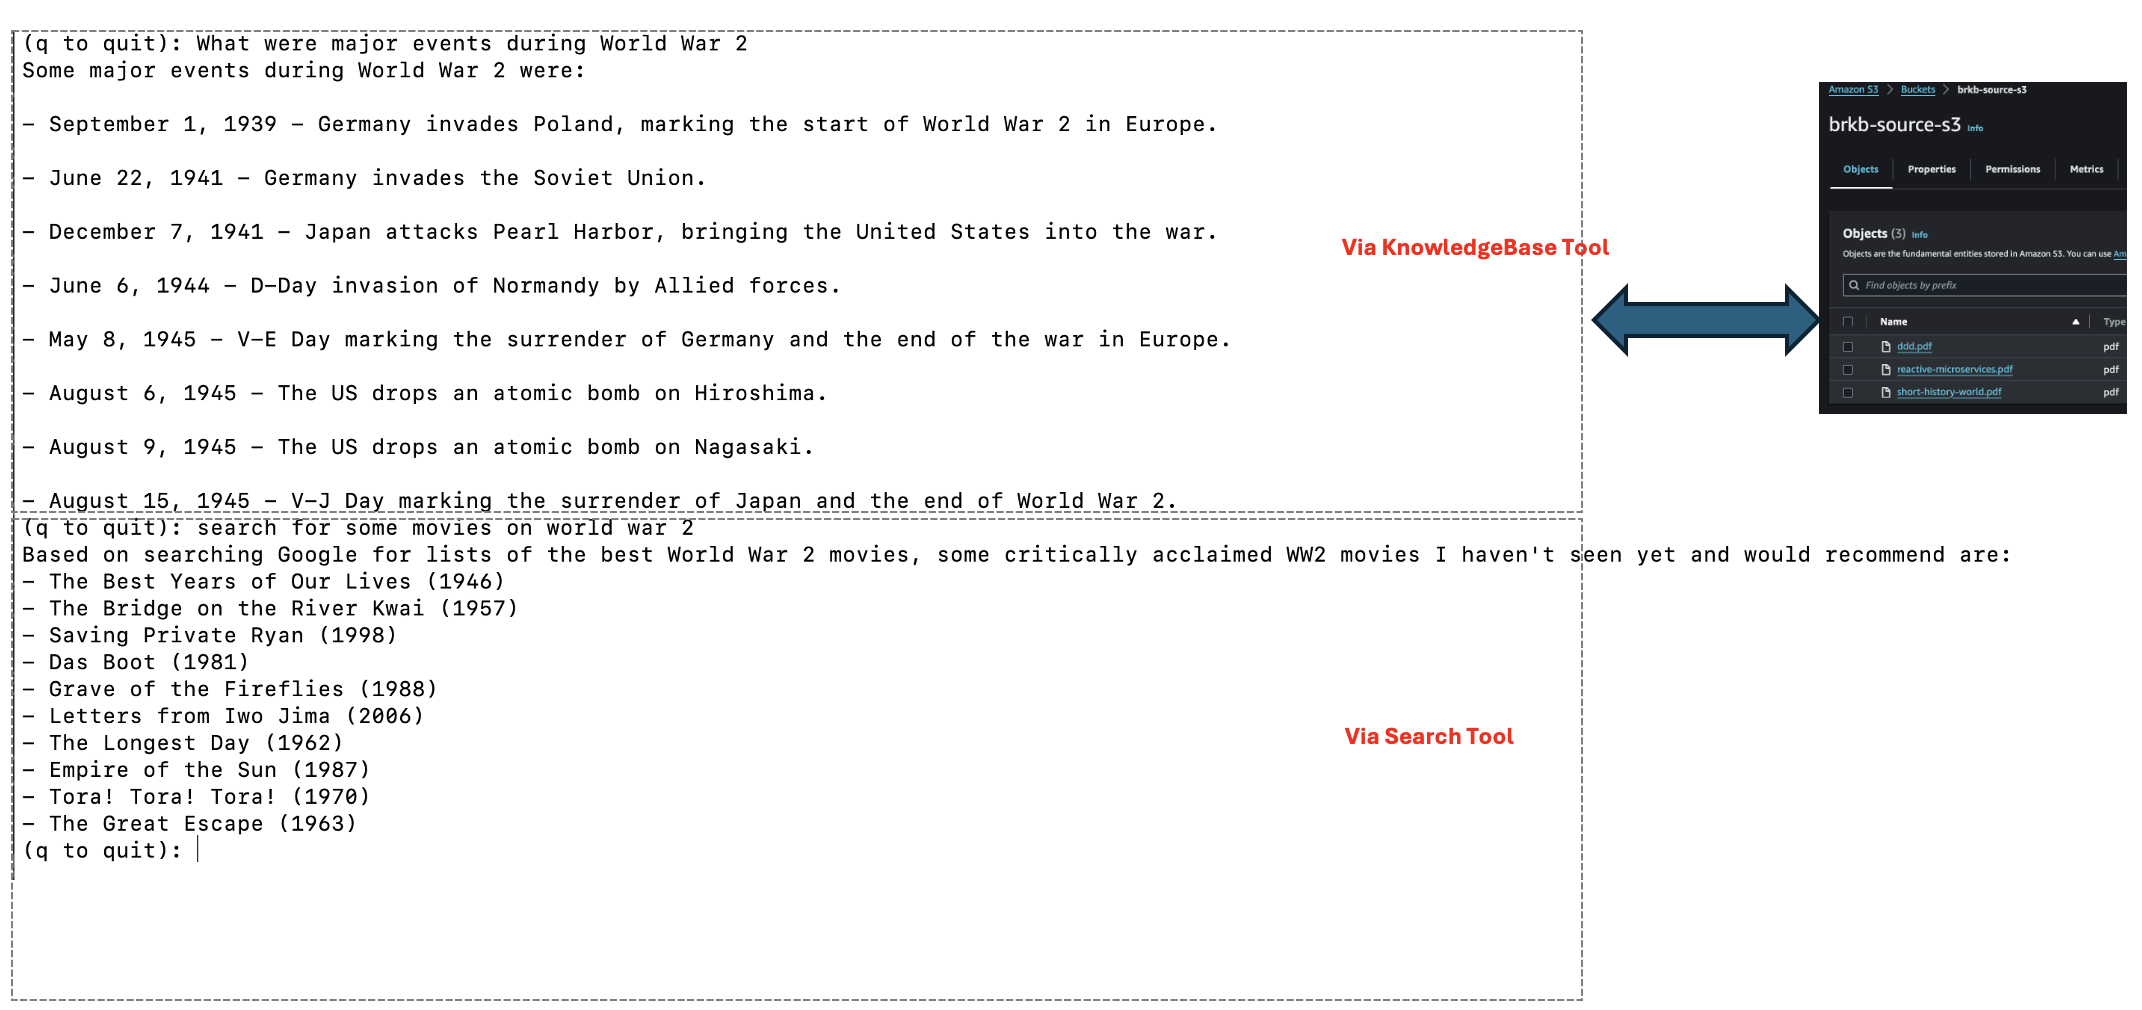 (q to quit): What were major events during World War 2
Some major events during World War 2 were:
- September 1, 1939 - Germany invades Poland, marking the start of World War 2 in Europe.
- June 22, 1941 - Germany invades the Soviet Union.
- December 7, 1941 - Japan attacks Pearl Harbor, bringing the United States into the war.
- June 6, 1944 - D-Day invasion of Normandy by Allied forces.
- May 8, 1945 - V-E Day marking the surrender of Germany and the end of the war in Europe.
- August 6, 1945 - The US drops an atomic bomb on Hiroshima.
- August 9, 1945 - The US drops an atomic bomb on Nagasaki.
- August 15, 1945 - V-J Day marking the surrender of Japan and the end of World War 2.
Via KnowledgeBase Tool
Amazon S3 > Buckets > brkb-source-s3
brkb-source-s3 Info
Objects Properties Permissions Metrics
Objects (3) Info
Objects are the fundamental entities stored in Amazon S3. You can use Am
Find objects by prefix
Name Type
ddd.pdf pdf
reactive-microservices.pdf pdf
short-history-world.pdf pdf
(q to quit): search for some movies on world war 2
Based on searching Google for lists of the best World War 2 movies, some critically acclaimed WW2 movies I haven't seen yet and would recommend are:
- The Best Years of Our Lives (1946)
- The Bridge on the River Kwai (1957)
- Saving Private Ryan (1998)
- Das Boot (1981)
- Grave of the Fireflies (1988)
- Letters from Iwo Jima (2006)
- The Longest Day (1962)
- Empire of the Sun (1987)
- Tora! Tora! Tora! (1970)
- The Great Escape (1963)
(q to quit):
Via Search Tool